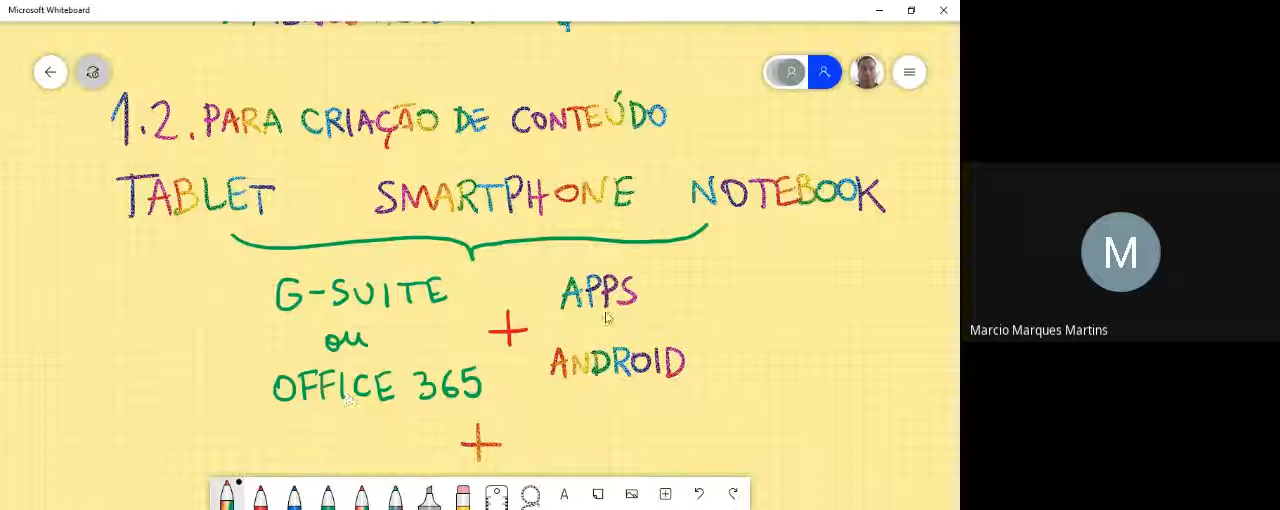 Microsoft Whiteboard
1.2. PARA CRIAÇÃO DE CONTEÚDO
TABLET SMARTPHONE NOTEBOOK
G-SUITE
ou
OFFICE 365
+
APPS
ANDROID
+
A
M
Marcio Marques Martins